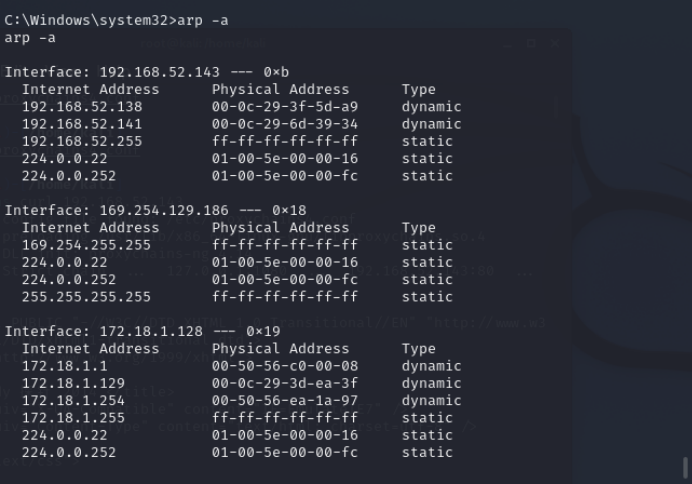 C:\Windows\system32>arp -a
arp -a
Interface: 192.168.52.143 --- 0xb
Internet Address Physical Address Type
192.168.52.138 00-0c-29-3f-5d-a9 dynamic
192.168.52.141 00-0c-29-6d-39-34 dynamic
192.168.52.255 ff-ff-ff-ff-ff-ff static
224.0.0.22 01-00-5e-00-00-16 static
224.0.0.252 01-00-5e-00-00-fc static
Interface: 169.254.129.186 --- 0x18
Internet Address Physical Address Type
169.254.255.255 ff-ff-ff-ff-ff-ff static
224.0.0.22 01-00-5e-00-00-16 static
224.0.0.252 01-00-5e-00-00-fc static
255.255.255.255 ff-ff-ff-ff-ff-ff static
Interface: 172.18.1.128 --- 0x19
Internet Address Physical Address Type
172.18.1.1 00-50-56-c0-00-08 dynamic
172.18.1.129 00-0c-29-3d-ea-3f dynamic
172.18.1.254 00-50-56-ea-1a-97 dynamic
172.18.1.255 ff-ff-ff-ff-ff-ff static
224.0.0.22 01-00-5e-00-00-16 static
224.0.0.252 01-00-5e-00-00-fc static